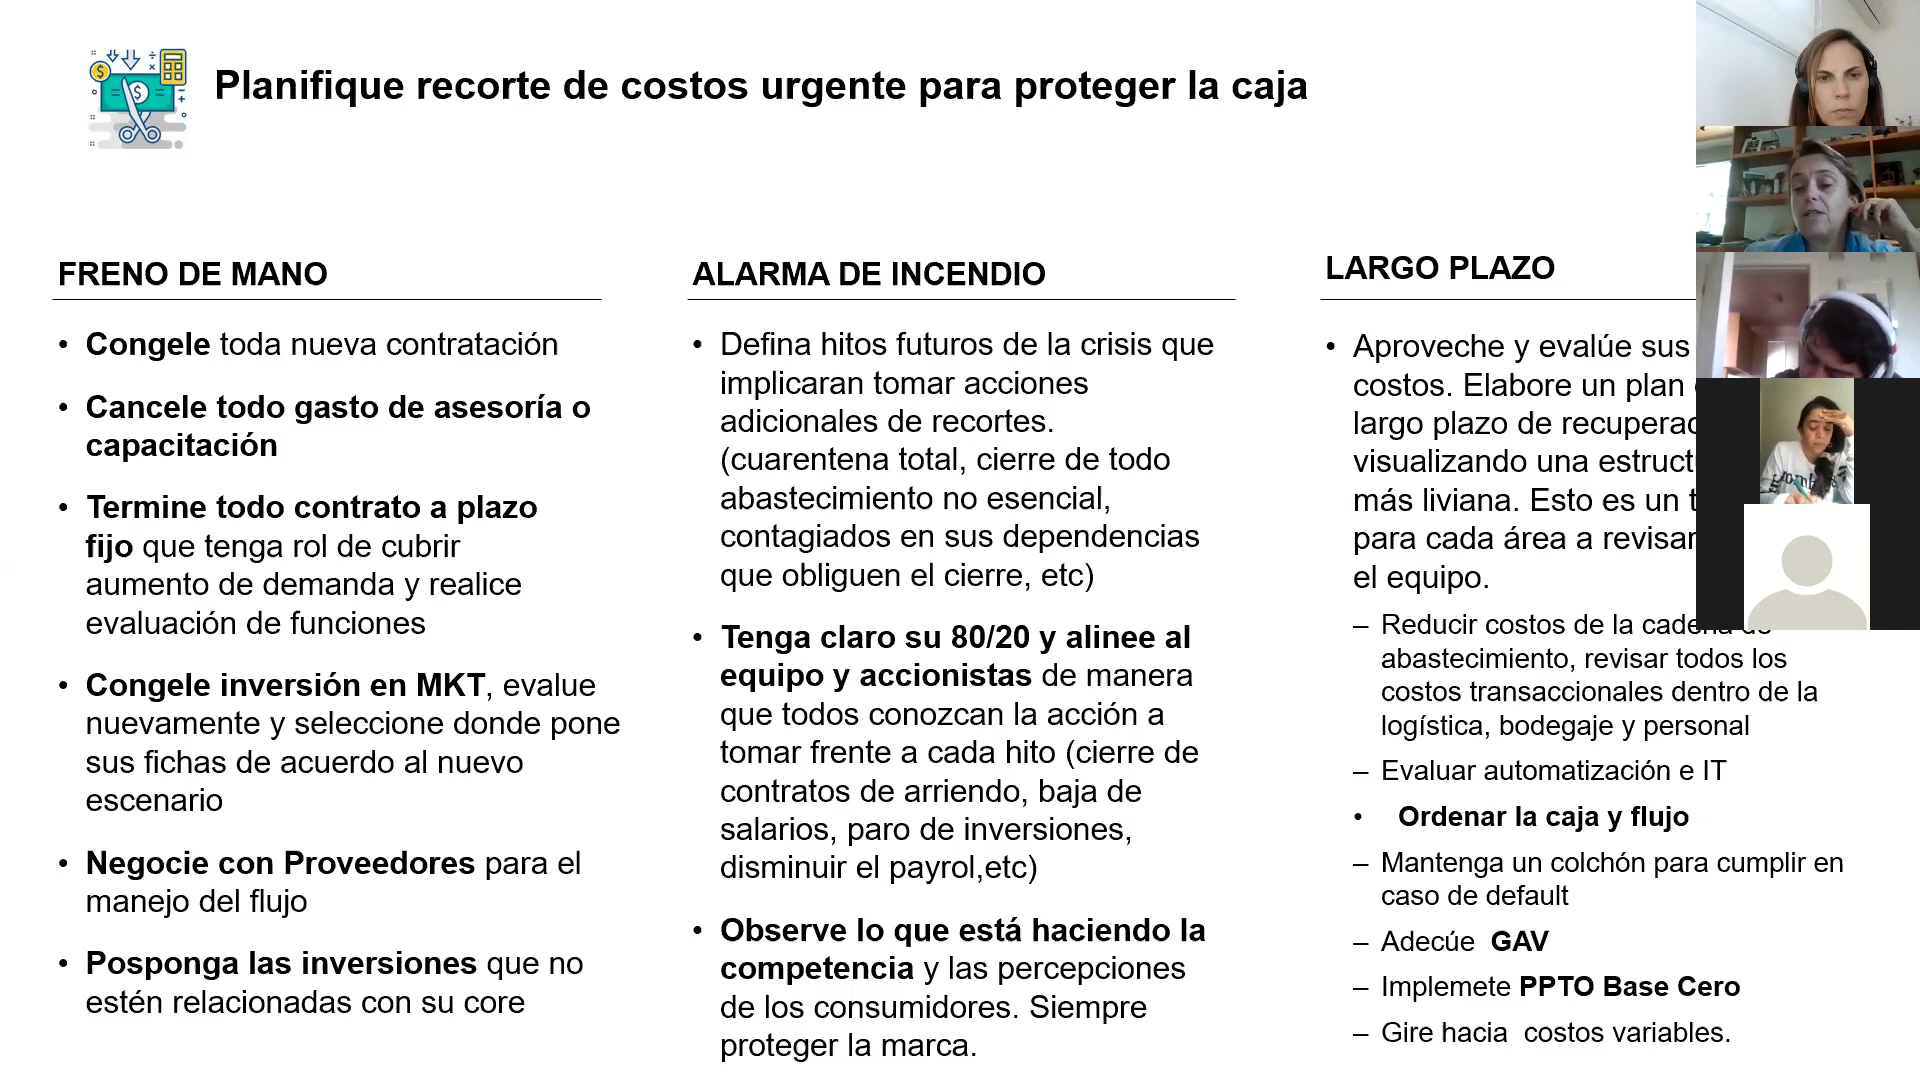 Planifique recorte de costos urgente para proteger la caja
FRENO DE MANO
• Congele toda nueva contratación
• Cancele todo gasto de asesoría o
capacitación
• Termine todo contrato a plazo
fijo que tenga rol de cubrir
aumento de demanda y realice
evaluación de funciones
• Congele inversión en MKT, evalue
nuevamente y seleccione donde pone
sus fichas de acuerdo al nuevo
escenario
• Negocie con Proveedores para el
manejo del flujo
• Posponga las inversiones que no
estén relacionadas con su core
ALARMA DE INCENDIO
• Defina hitos futuros de la crisis que
implicaran tomar acciones
adicionales de recortes.
(cuarentena total, cierre de todo
abastecimiento no esencial,
contagiados en sus dependencias
que obliguen el cierre, etc)
• Tenga claro su 80/20 y alinee al
equipo y accionistas de manera
que todos conozcan la acción a
tomar frente a cada hito (cierre de
contratos de arriendo, baja de
salarios, paro de inversiones,
disminuir el payrol,etc)
• Observe lo que está haciendo la
competencia y las percepciones
de los consumidores. Siempre
proteger la marca.
LARGO PLAZO
• Aproveche y evalúe sus
costos. Elabore un plan
largo plazo de
visualizando una
más liviana. Esto es un
para cada área a revisar
el equipo.
– Reducir costos de la cadena de
abastecimiento, revisar todos los
costos transaccionales dentro de la
logística, bodegaje y personal
– Evaluar automatización e IT
• Ordenar la caja y flujo
– Mantenga un colchón para cumplir en
caso de default
– Adecúe GAV
– Implemete PPTO Base Cero
– Gire hacia costos variables.